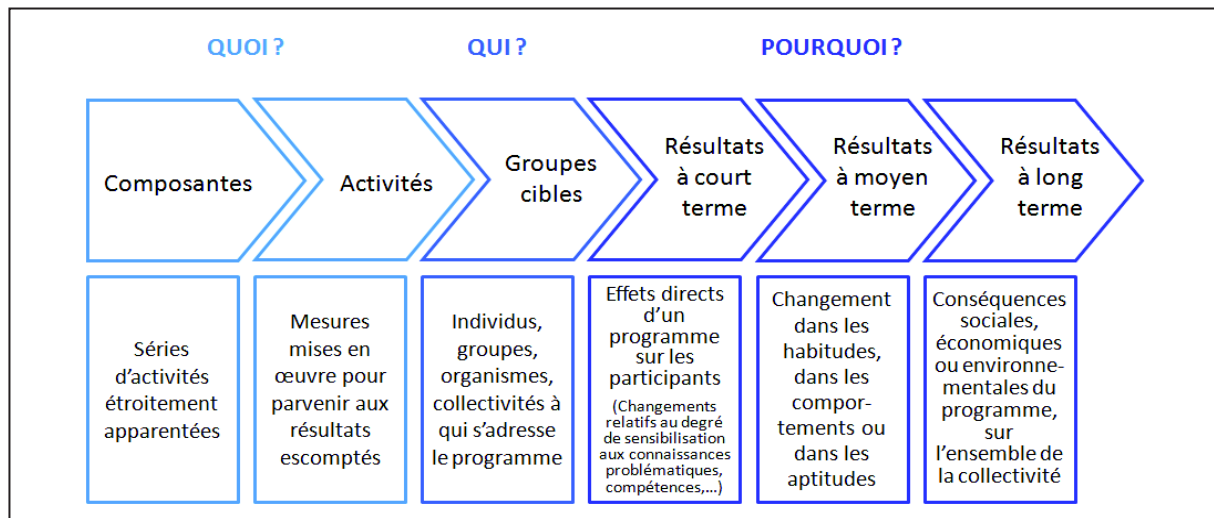 QUOI ?
QUI ?
POURQUOI ?
Composantes
Activités
Groupes
cibles
Résultats
à court
terme
Résultats
à moyen
terme
Résultats
à long
terme
Séries
d’activités
étroitement
apparentées
Mesures
mises en
œuvre pour
parvenir aux
résultats
escomptés
Individus,
groupes,
organismes,
collectivités à
qui s’adresse
le programme
Effets directs
d’un
programme
sur les
participants
(Changements
relatifs au degré
de sensibilisation
aux connaissances
problématiques,
compétences,...)
Changement
dans les
habitudes,
dans les
compor-
tements ou
dans les
aptitudes
Conséquences
sociales,
économiques
ou environne-
mentales du
programme,
sur
l’ensemble de
la collectivité